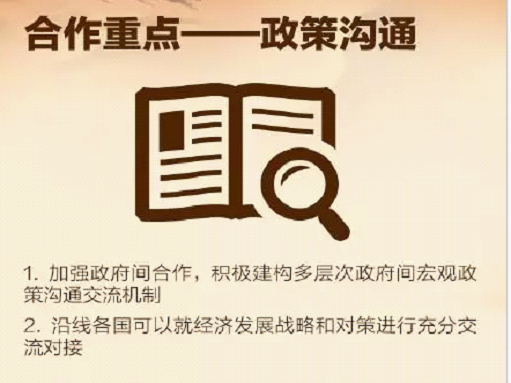 合作重点——政策沟通
1. 加强政府间合作，积极建构多层次政府间宏观政
策沟通交流机制
2. 沿线各国可以就经济发展战略和对策进行充分交
流对接